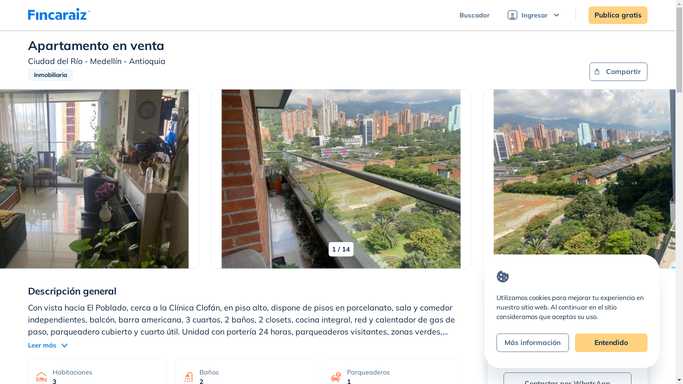 Fincaraiz
Buscador
Ingresar
Publica gratis
Apartamento en venta
Ciudad del Río - Medellín - Antioquia
Inmobiliaria
Compartir
1 / 14
Descripción general
Con vista hacia El Poblado, cerca a la Clínica Clofán, en piso alto, dispone de pisos en porcelanato, sala y comedor
independientes, balcón, barra americana, 3 cuartos, 2 baños, 2 closets, cocina integral, red y calentador de gas de
paso, parqueadero cubierto y cuarto útil. Unidad con portería 24 horas, parqueaderos visitantes, zonas verdes,...
Leer más
Habitaciones
3
Baños
2
Parqueaderos
1
Utilizamos cookies para mejorar tu experiencia en
nuestro sitio web. Al continuar en el sitio
consideramos que aceptas su uso.
Más información
Entendido
Contactar por WhatsApp